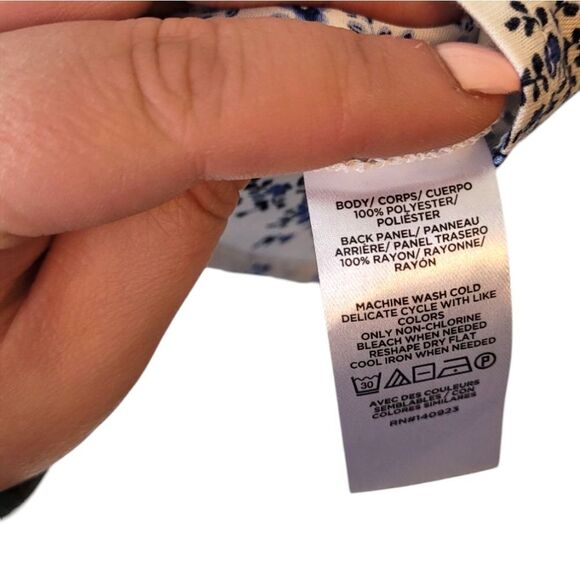 BODY/ CORPS/ CUERPO
100% POLYESTER/
POLIÉSTER
BACK PANEL/ PANNEAU
ARRIÈRE/ PANEL TRASERO
100% RAYON/ RAYONNE/
RAYÓN
MACHINE WASH COLD
DELICATE CYCLE WITH LIKE
COLORS
ONLY NON-CHLORINE
BLEACH WHEN NEEDED
RESHAPE DRY FLAT
COOL IRON WHEN NEEDED
30 P
AVEC DES COULEURS
SEMBLABLES / CON
COLORES SIMILARES
RN#140923